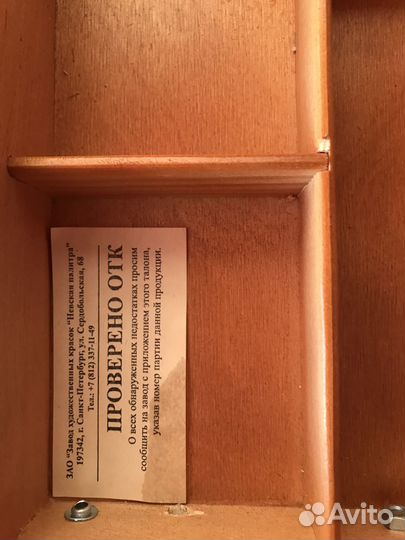 ЗАО "Завод художественных красок "Невская палитра"
197342, г. Санкт-Петербург, ул. Сердобольская, 68
Тел.: +7 (812) 337-11-49
ПРОВЕРЕНО ОТК
О всех обнаруженных недостатках просим
сообщить на завод с приложением этого талона,
указав номер партии данной продукции.
Avito